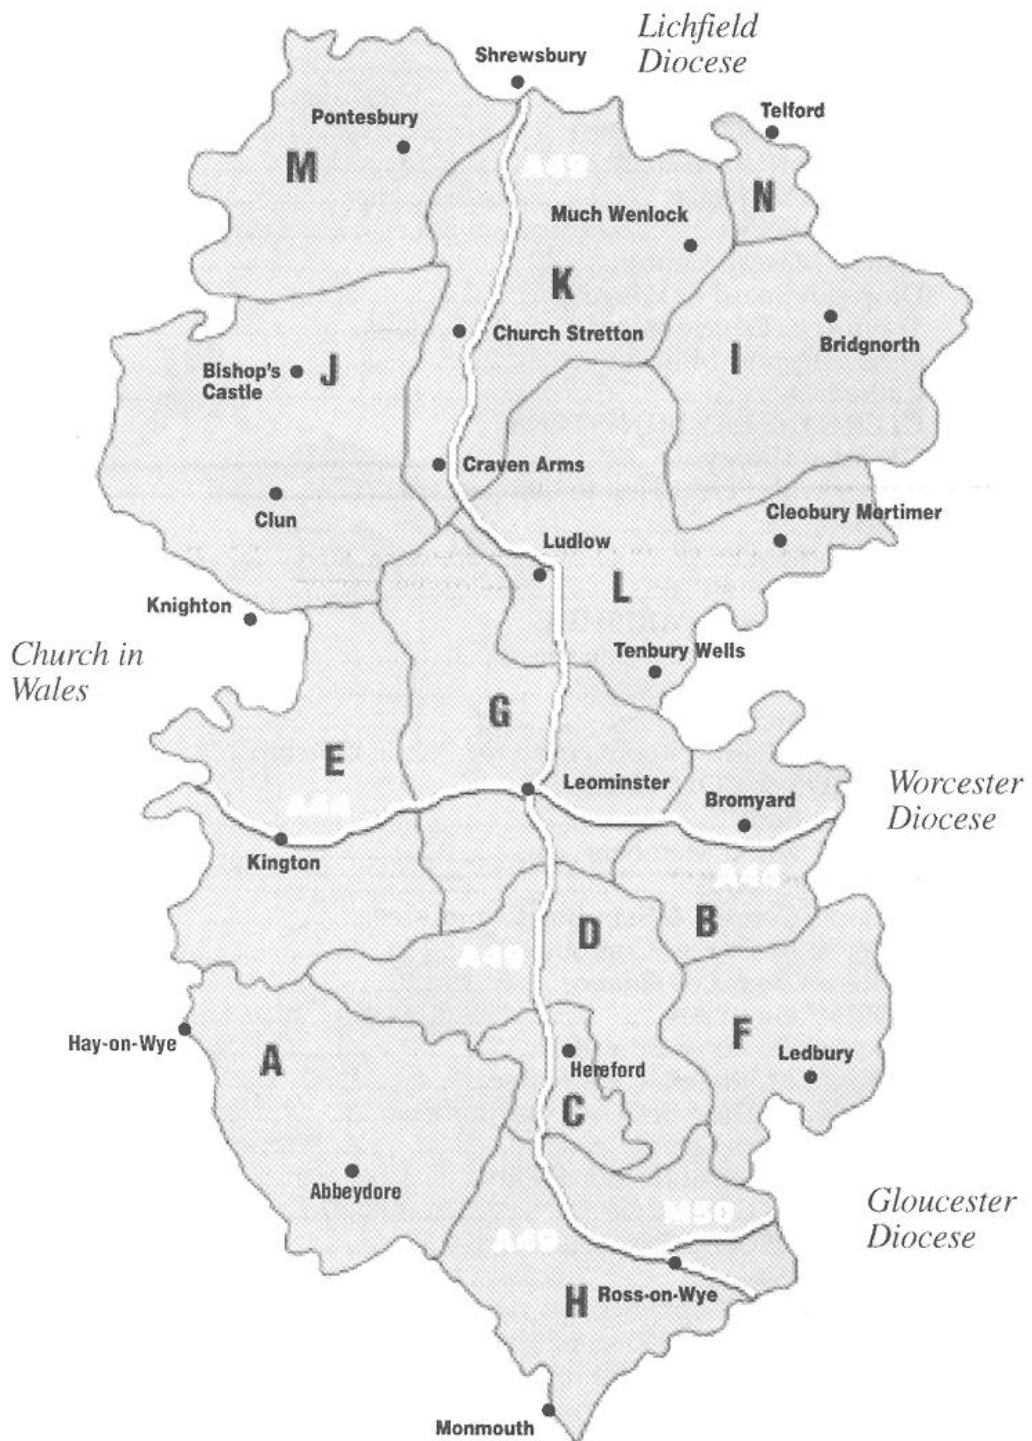 Lichfield
Diocese
Shrewsbury
Telford
Pontesbury
M
A49
N
Much Wenlock
K
Church Stretton
Bridgnorth
I
Bishop's
Castle
J
Craven Arms
Clun
Cleobury Mortimer
Ludlow
L
Knighton
Church in
Wales
Tenbury Wells
G
E
Leominster
Worcester
Diocese
Bromyard
A44
Kington
A44
B
D
A49
F
Hay-on-Wye
A
Hereford
Ledbury
C
Abbeydore
Gloucester
Diocese
M50
A49
H
Ross-on-Wye
Monmouth